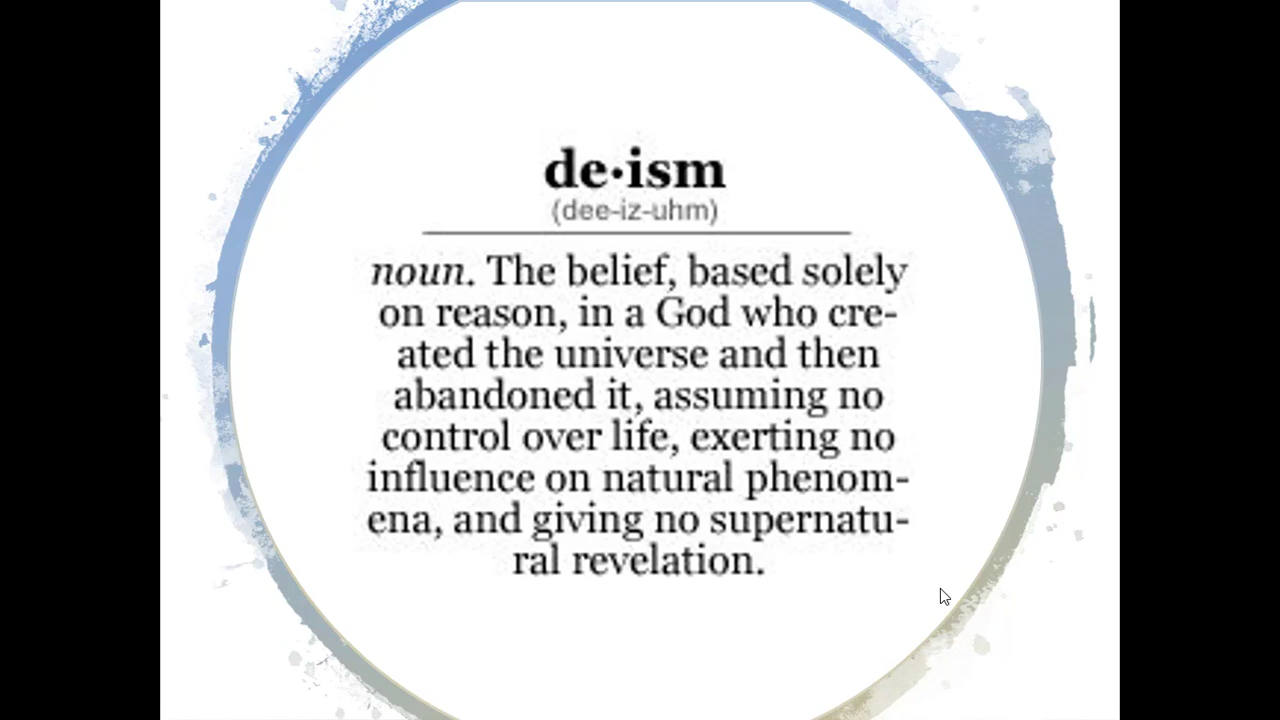 de•ism
(dee-iz-uhm)
noun. The belief, based solely
on reason, in a God who cre-
ated the universe and then
abandoned it, assuming no
control over life, exerting no
influence on natural phenom-
ena, and giving no supernatu-
ral revelation.